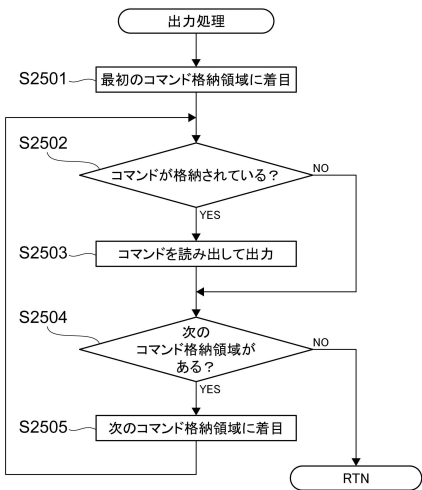 出力処理
S2501
最初のコマンド格納領域に着目
S2502
コマンドが格納されている？
NO
YES
S2503
コマンドを読み出して出力
S2504
次の
コマンド格納領域が
ある？
NO
YES
S2505
次のコマンド格納領域に着目
RTN